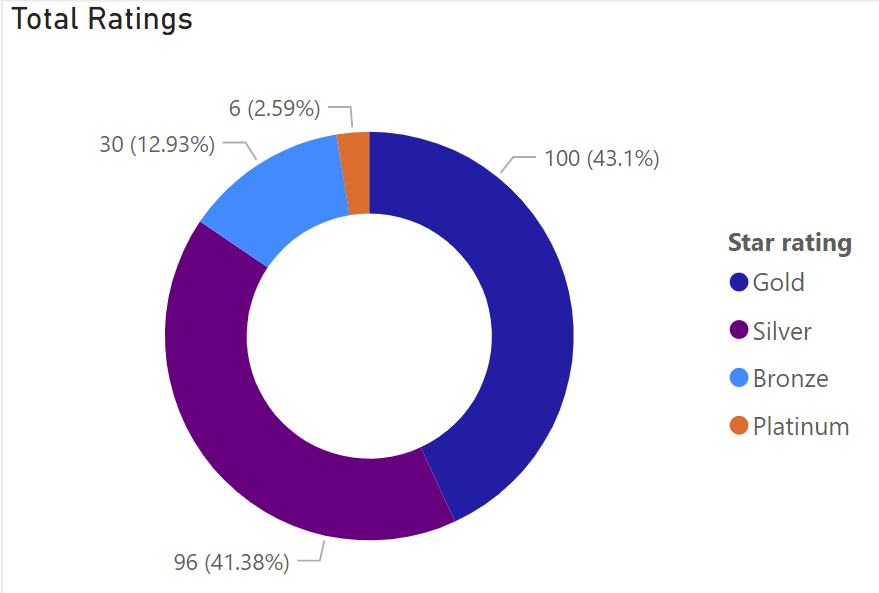 Total Ratings
6 (2.59%)
30 (12.93%)
100 (43.1%)
96 (41.38%)
Star rating
Gold
Silver
Bronze
Platinum